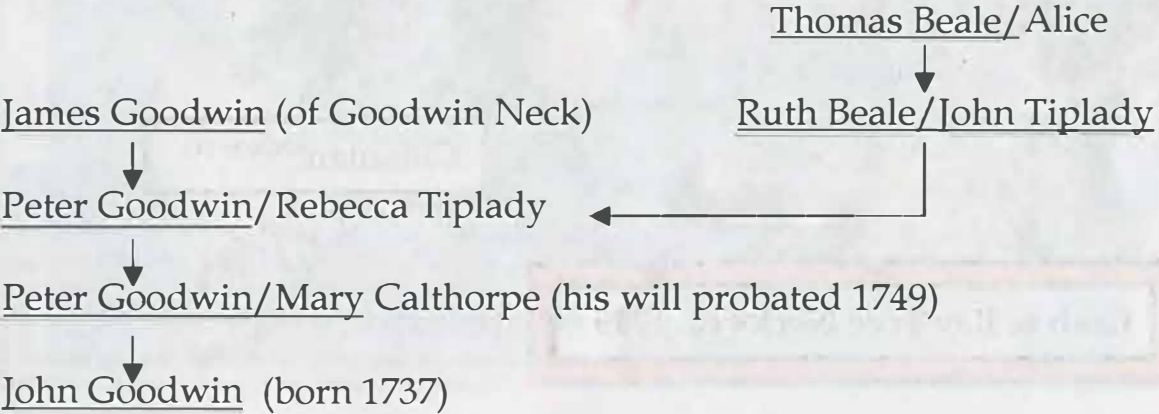 Thomas Beale/Alice
James Goodwin (of Goodwin Neck)
Ruth Beale/John Tiplady
Peter Goodwin/Rebecca Tiplady
Peter Goodwin/Mary Calthorpe (his will probated 1749)
John Goodwin (born 1737)